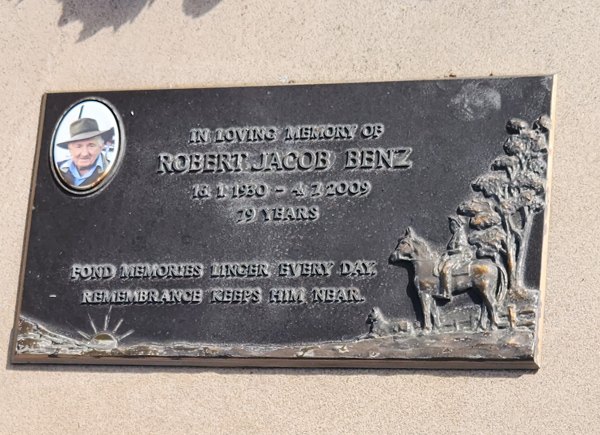 IN LOVING MEMORY OF
ROBERT JACOB BENZ
18.1.1930 – 4.7.2009
79 YEARS
FOND MEMORIES LINGER EVERY DAY,
REMEMBRANCE KEEPS HIM NEAR.